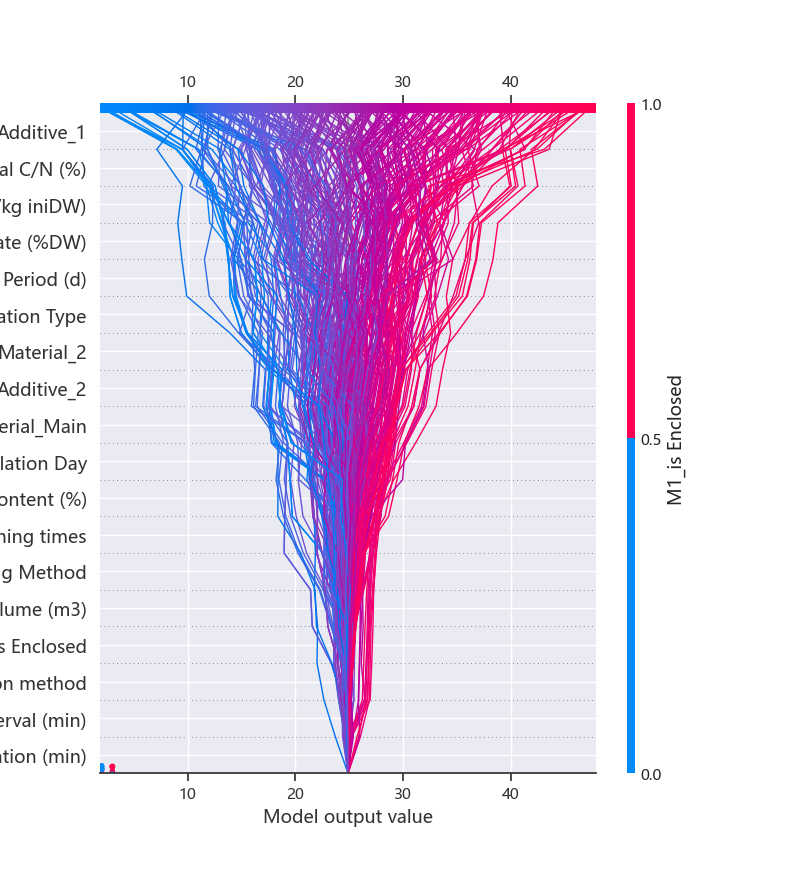 10 20 30 40
Additive_1
al C/N (%)
/kg iniDW)
ate (%DW)
Period (d)
ation Type
Material_2
Additive_2
erial_Main
lation Day
ontent (%)
ning times
g Method
lume (m3)
s Enclosed
on method
erval (min)
ation (min)
10 20 30 40
Model output value
1.0
0.5
0.0
M1_is Enclosed